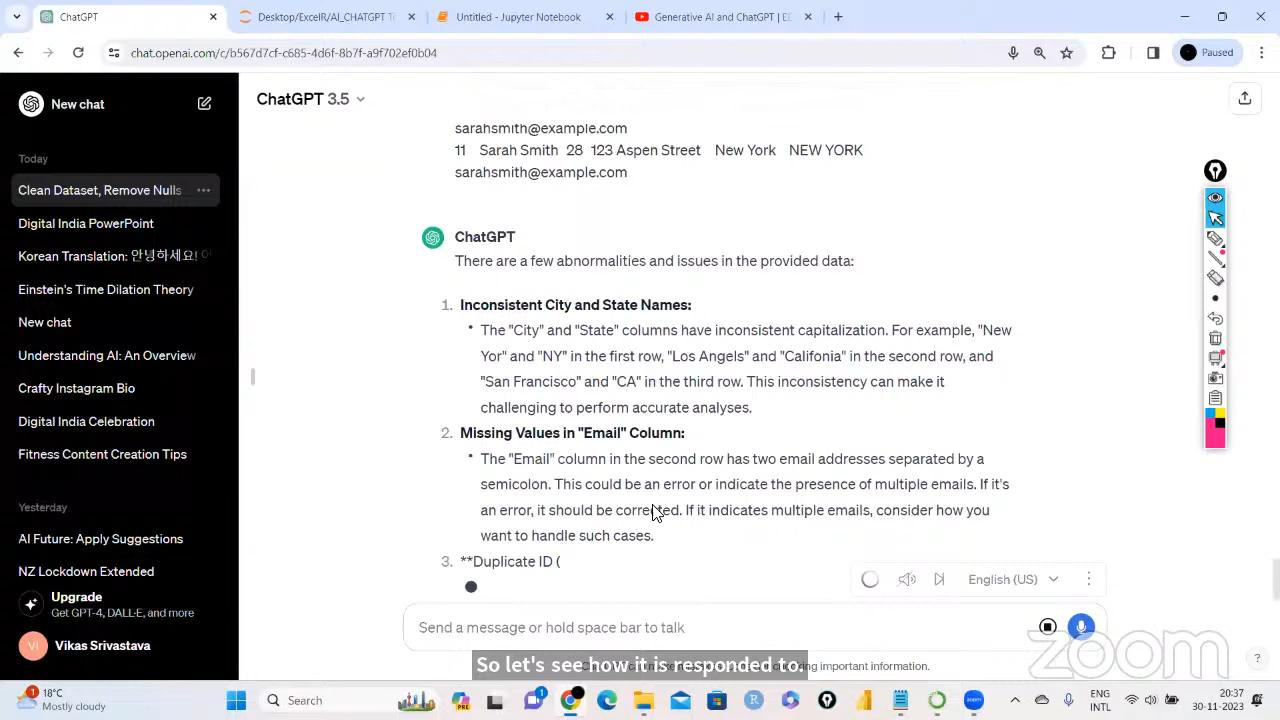 ChatGPT
Desktop/ExcelR/AI_CHATGPT T
Untitled - Jupyter Notebook
Generative AI and ChatGPT | E
chat.openai.com/c/b567d7cf-c685-4d6f-8b7f-a9f702ef0b04
Paused
New chat
ChatGPT 3.5
Today
Clean Dataset, Remove Nulls
Digital India PowerPoint
Korean Translation: 안녕하세요!
Einstein's Time Dilation Theory
New chat
Understanding AI: An Overview
Crafty Instagram Bio
Digital India Celebration
Fitness Content Creation Tips
Yesterday
AI Future: Apply Suggestions
NZ Lockdown Extended
Upgrade
Get GPT-4, DALL·E, and more
VI Vikas Srivastava
sarahsmith@example.com
11 Sarah Smith 28 123 Aspen Street New York NEW YORK
sarahsmith@example.com
ChatGPT
There are a few abnormalities and issues in the provided data:
1. Inconsistent City and State Names:
• The "City" and "State" columns have inconsistent capitalization. For example, "New
Yor" and "NY" in the first row, "Los Angels" and "Califonia" in the second row, and
"San Francisco" and "CA" in the third row. This inconsistency can make it
challenging to perform accurate analyses.
2. Missing Values in "Email" Column:
• The "Email" column in the second row has two email addresses separated by a
semicolon. This could be an error or indicate the presence of multiple emails. If it's
an error, it should be corrected. If it indicates multiple emails, consider how you
want to handle such cases.
3. **Duplicate ID (
English (US)
Send a message or hold space bar to talk
So let's see how it is responded to.
important information.
zoom
?
18°C
Mostly cloudy
Search
PRE
1
R
zoom
ENG
INTL
20:37
30-11-2023